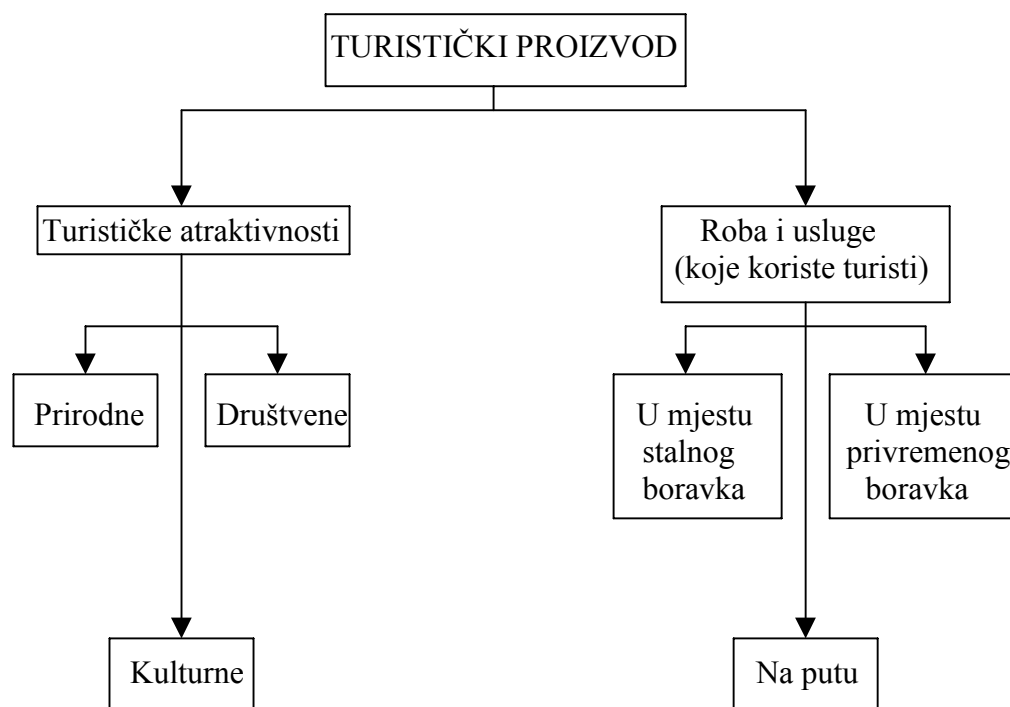 TURISTIČKI PROIZVOD
Turističke atraktivnosti
Roba i usluge
(koje koriste turisti)
Prirodne
Društvene
U mjestu
stalnog
boravka
U mjestu
privremenog
boravka
Kulturne
Na putu